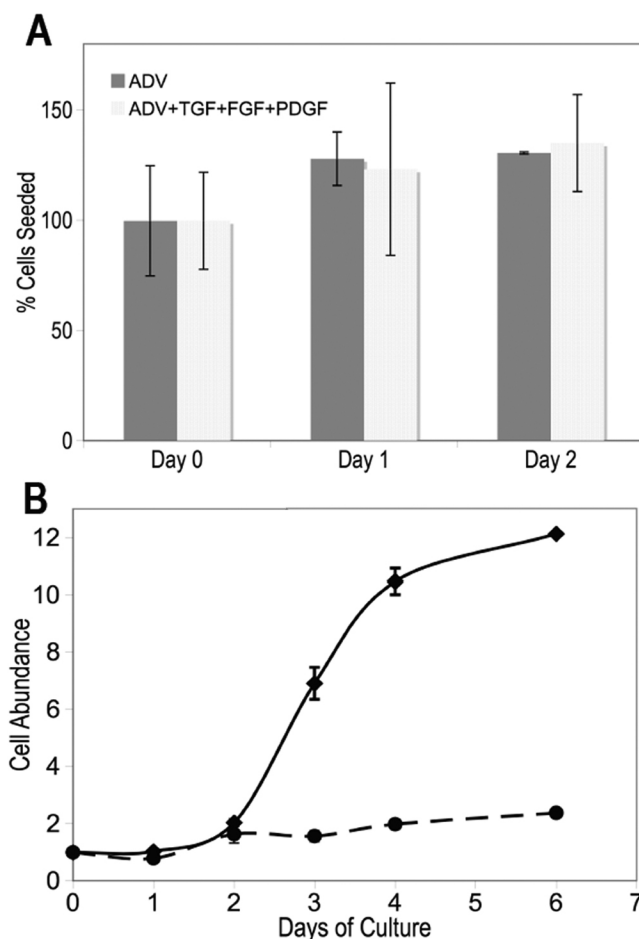 A
ADV
ADV+TGF+FGF+PDGF
% Cells Seeded
150
100
50
0
Day 0 Day 1 Day 2
B
Cell Abundance
12
10
8
6
4
2
0
0 1 2 3 4 5 6 7
Days of Culture